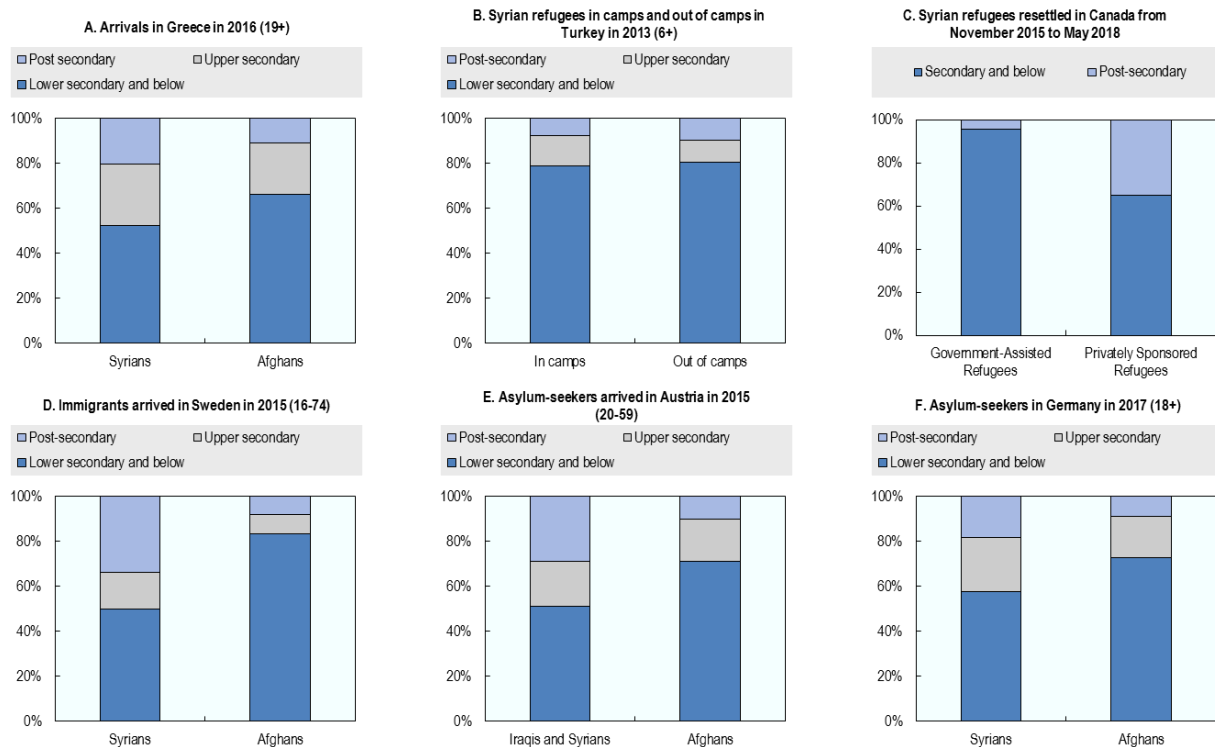 A. Arrivals in Greece in 2016 (19+)
Post secondary
Upper secondary
Lower secondary and below
100%
80%
60%
40%
20%
0%
Syrians
Afghans
B. Syrian refugees in camps and out of camps in
Turkey in 2013 (6+)
Post-secondary
Upper secondary
Lower secondary and below
100%
80%
60%
40%
20%
0%
In camps
Out of camps
C. Syrian refugees resettled in Canada from
November 2015 to May 2018
Secondary and below
Post-secondary
100%
80%
60%
40%
20%
0%
Government-Assisted
Refugees
Privately Sponsored
Refugees
D. Immigrants arrived in Sweden in 2015 (16-74)
Post-secondary
Upper secondary
Lower secondary and below
100%
80%
60%
40%
20%
0%
Syrians
Afghans
E. Asylum-seekers arrived in Austria in 2015
(20-59)
Post-secondary
Upper secondary
Lower secondary and below
100%
80%
60%
40%
20%
0%
Iraqis and Syrians
Afghans
F. Asylum-seekers in Germany in 2017 (18+)
Post-secondary
Upper secondary
Lower secondary and below
100%
80%
60%
40%
20%
0%
Syrians
Afghans